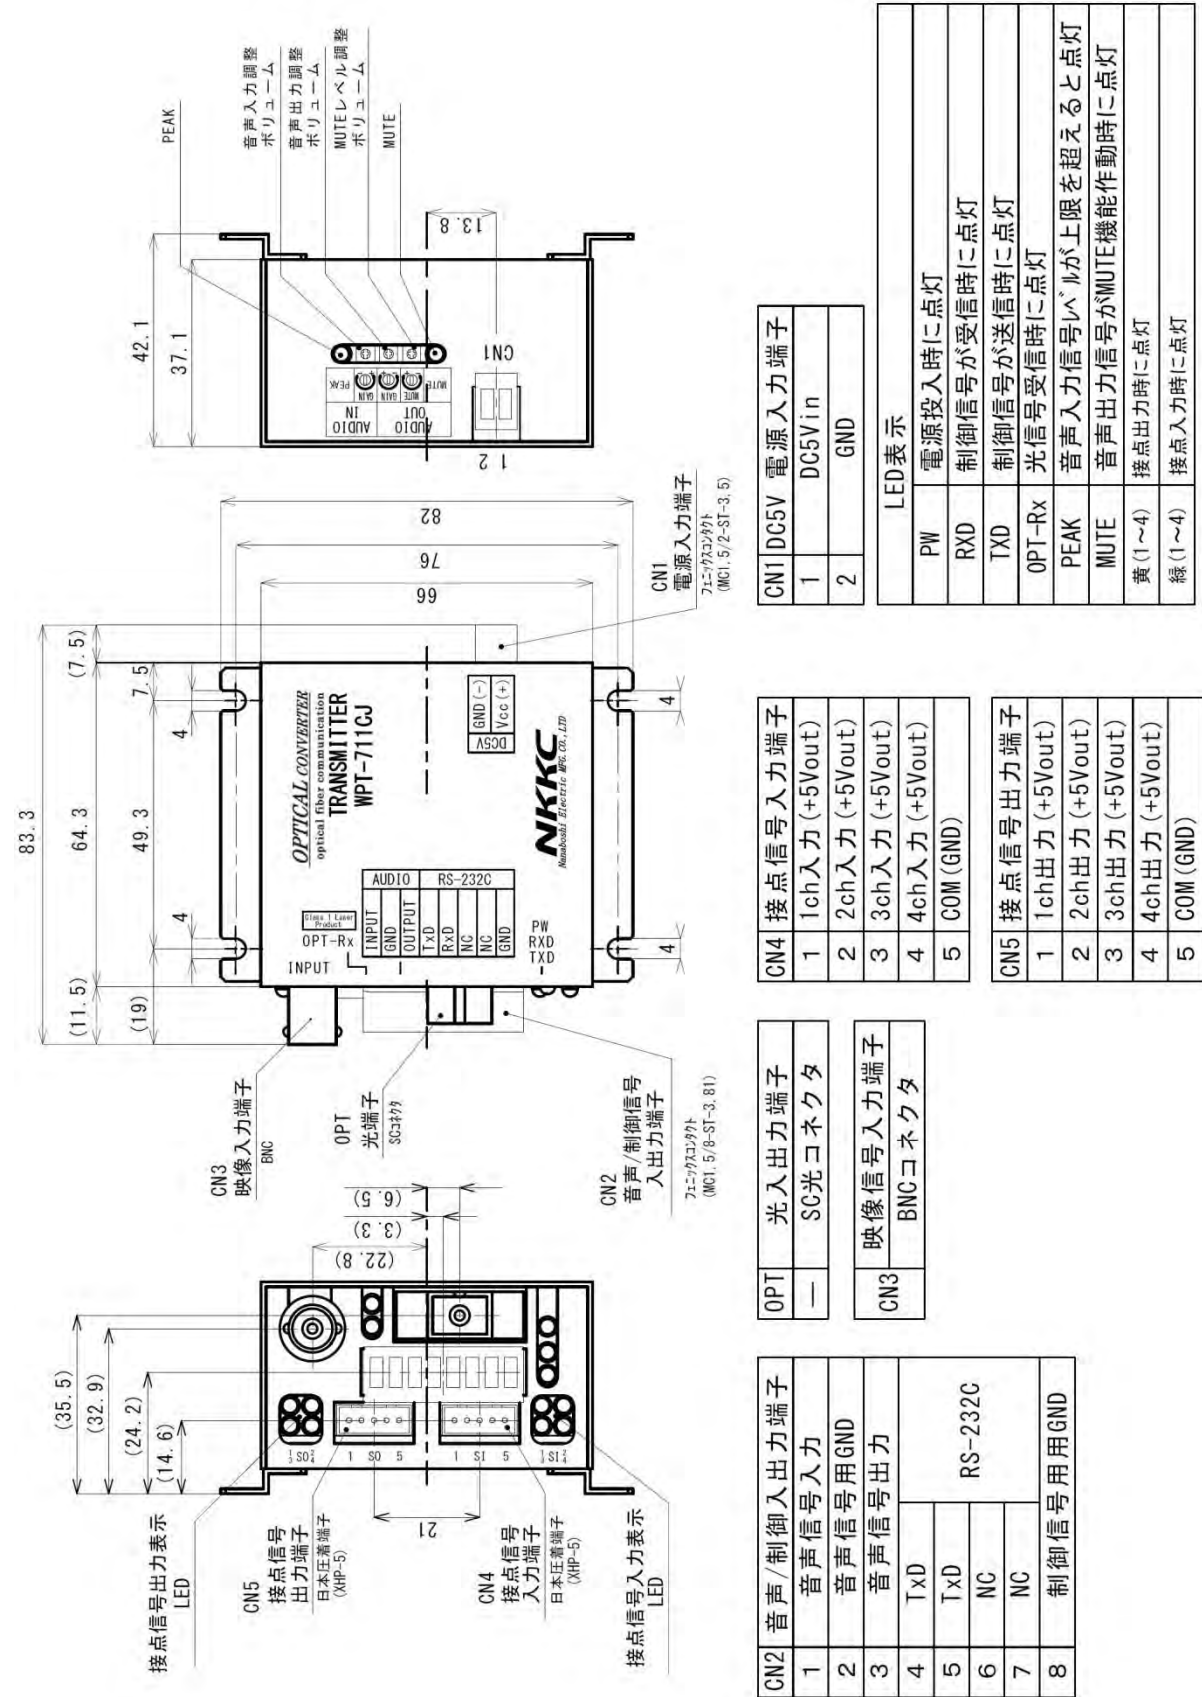 接点信号出力表示
LED
CN5
接点信号
出力端子
日本圧着端子
(XHP-5)
CN4
接点信号
入力端子
日本圧着端子
(XHP-5)
接点信号入力表示
LED
(35.5)
(32.9)
(24.2)
(14.6)
21
(22.8)
(3.3)
(6.5)
1 2
3 SO 4
1 SO 5
1 SI 5
1 2
3 SI 4
CN3
映像入力端子
BNC
OPT
光端子
SCコネクタ
CN2
音声/制御信号
入出力端子
フェニックスコンタクト
(MC1.5/8-ST-3.81)
83.3
(11.5)
64.3
(7.5)
(19)
49.3
7.5
4
4
4
4
66
76
82
OPTICAL CONVERTER
optical fiber communication
TRANSMITTER
WPT-711CJ
Class 1 Laser
Product
OPT-Rx
INPUT
AUDIO
RS-232C
INPUT
GND
OUTPUT
TxD
RxD
NC
NC
GND
PW
RXD
TXD
DC5V
GND(-)
Vcc(+)
NKKC
Nanaboshi Electric MFG.CO.,LTD
CN1
電源入力端子
フェニックスコンタクト
(MC1.5/2-ST-3.5)
42.1
37.1
13.8
PEAK
音声入力調整
ボリューム
音声出力調整
ボリューム
MUTEレベル調整
ボリューム
MUTE
AUDIO
IN
AUDIO
OUT
PEAK
GAIN
GAIN
MUTE
MUTE
CN1
1 2
CN2 音声/制御入出力端子
1 音声信号入力
2 音声信号用GND
3 音声信号出力
4 TxD
5 TxD
RS-232C
6 NC
7 NC
8 制御信号用用GND
OPT 光入出力端子
— SC光コネクタ
CN3 映像信号入力端子
BNCコネクタ
CN4 接点信号入力端子
1 1ch入力(+5Vout)
2 2ch入力(+5Vout)
3 3ch入力(+5Vout)
4 4ch入力(+5Vout)
5 COM(GND)
CN5 接点信号出力端子
1 1ch出力(+5Vout)
2 2ch出力(+5Vout)
3 3ch出力(+5Vout)
4 4ch出力(+5Vout)
5 COM(GND)
CN1 DC5V 電源入力端子
1 DC5Vin
2 GND
LED表示
PW 電源投入時に点灯
RXD 制御信号が受信時に点灯
TXD 制御信号が送信時に点灯
OPT-Rx 光信号受信時に点灯
PEAK 音声入力信号レベルが上限を超えると点灯
MUTE 音声出力信号がMUTE機能作動時に点灯
黄(1~4) 接点出力時に点灯
緑(1~4) 接点入力時に点灯